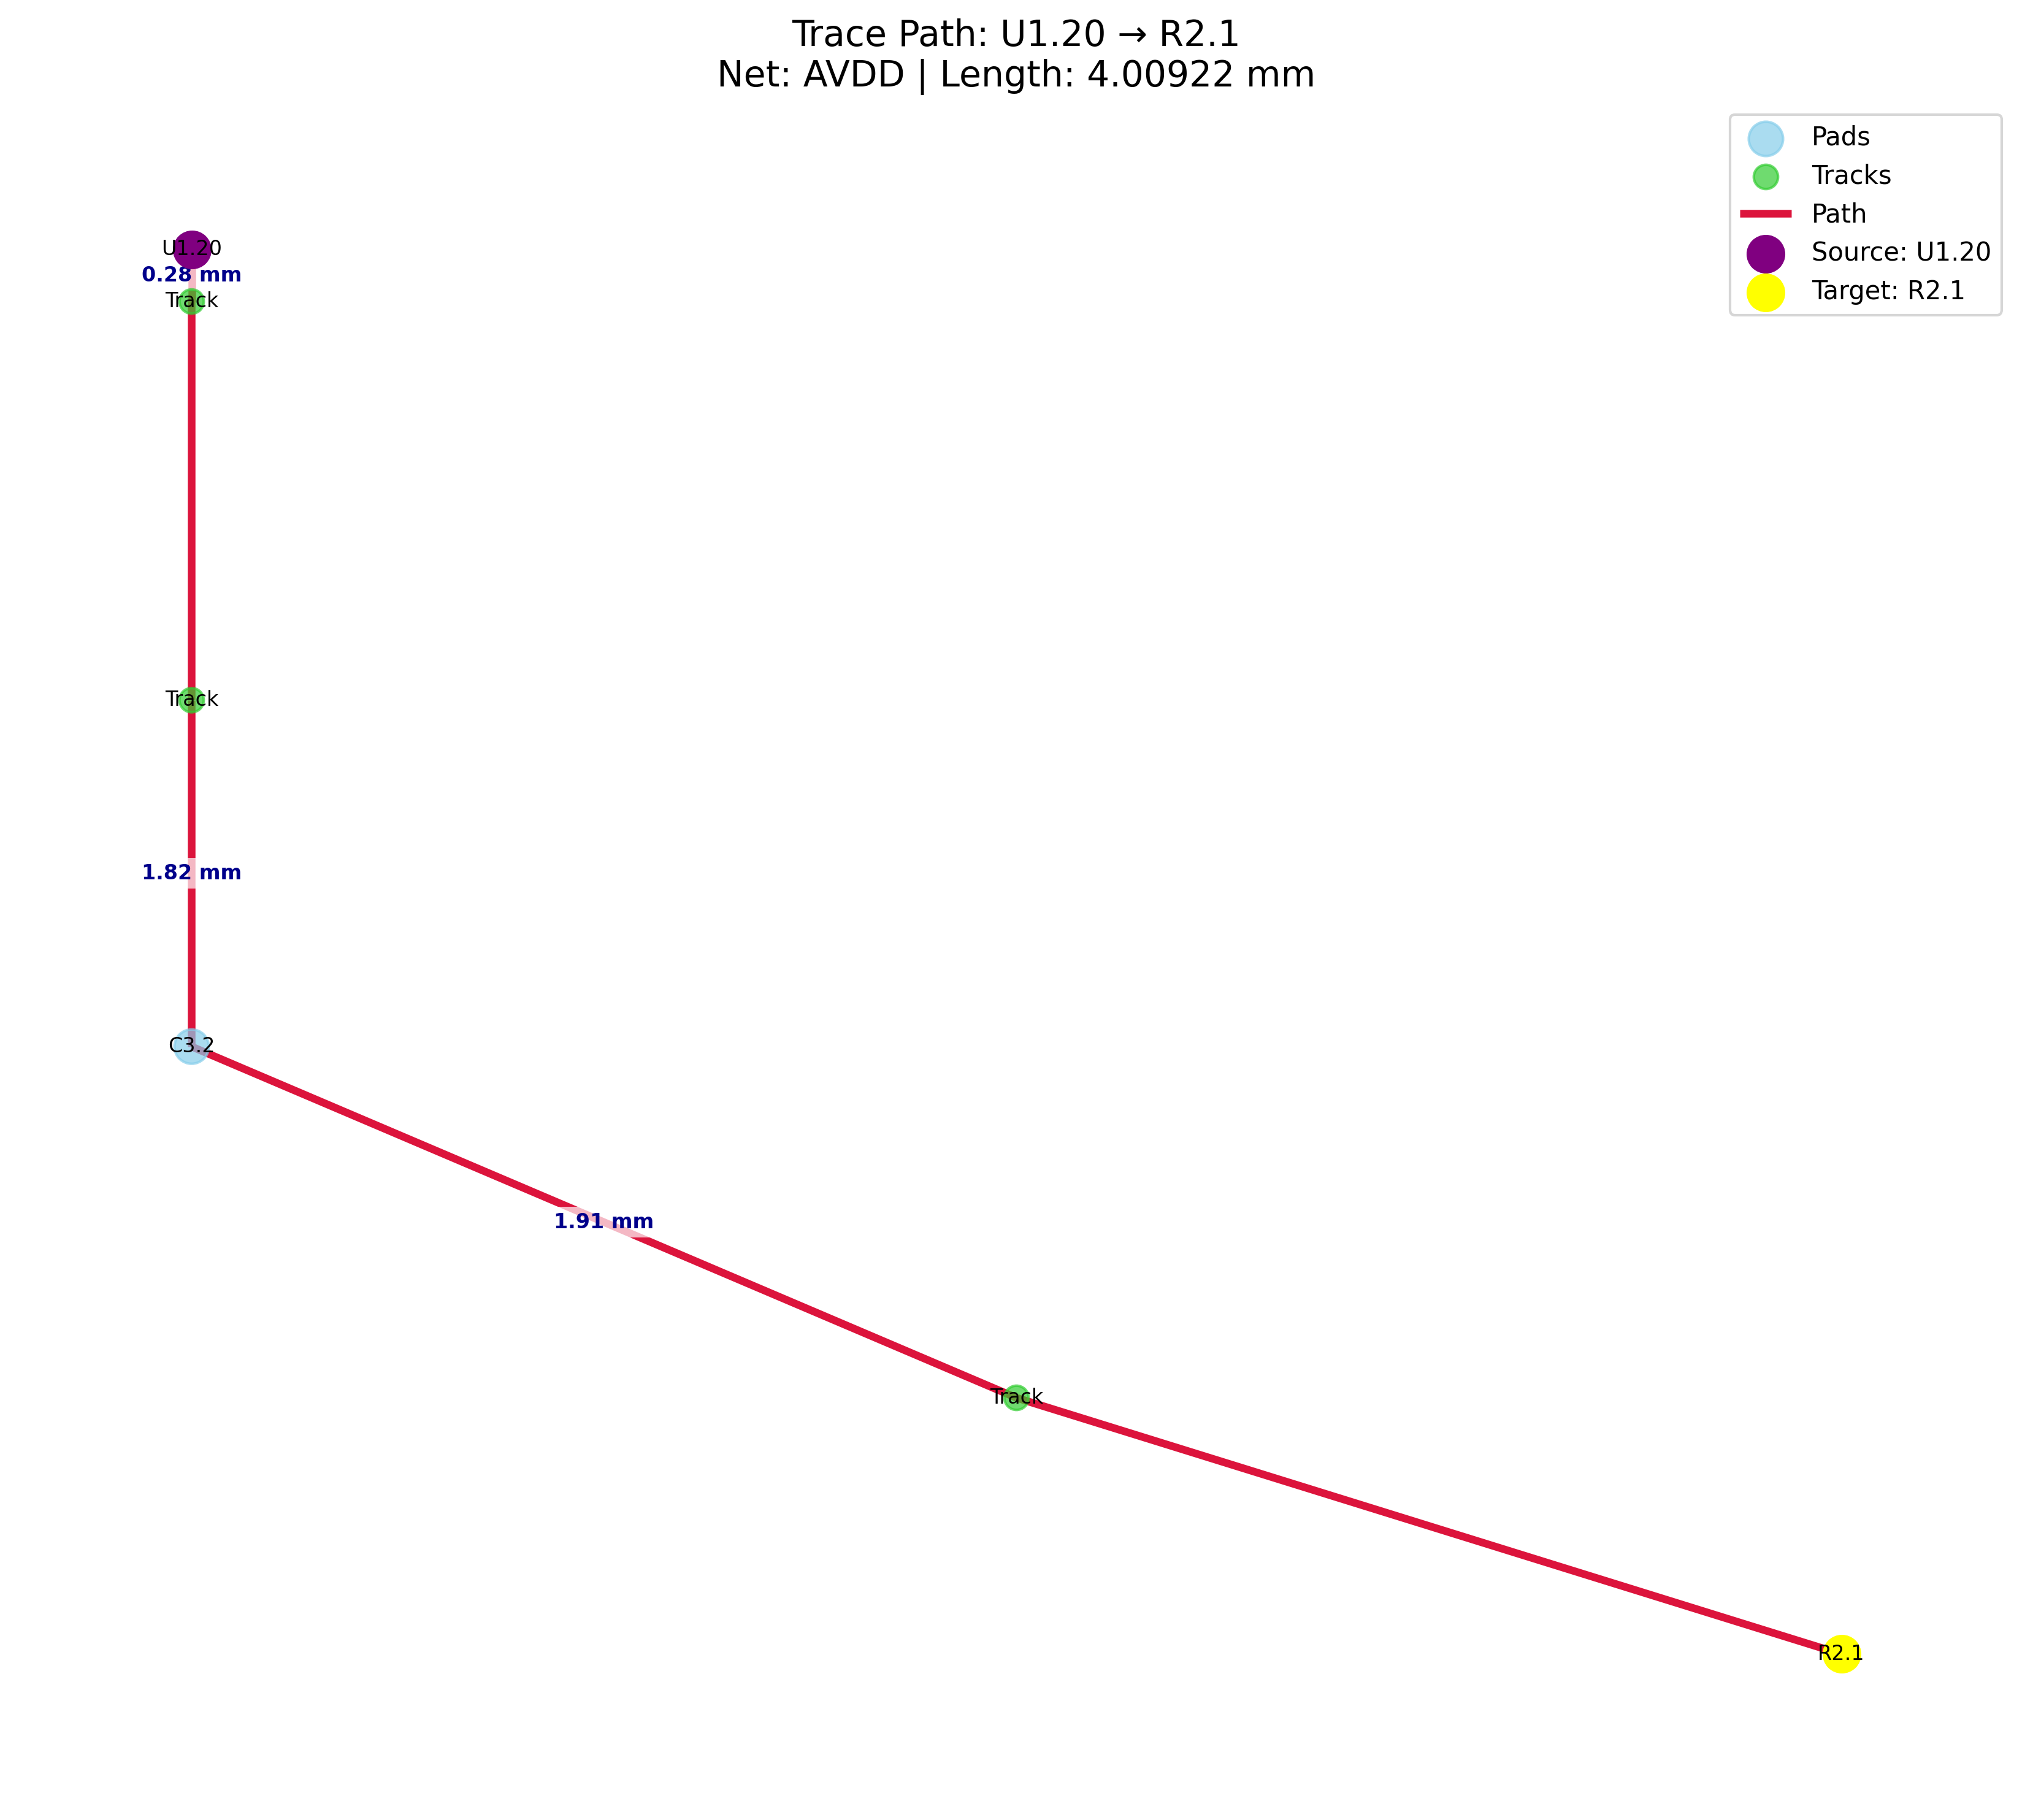 Trace Path: U1.20 → R2.1
Net: AVDD | Length: 4.00922 mm
Pads
Tracks
Path
Source: U1.20
Target: R2.1
U1.20
0.28 mm
Track
Track
1.82 mm
C3.2
1.91 mm
Track
R2.1